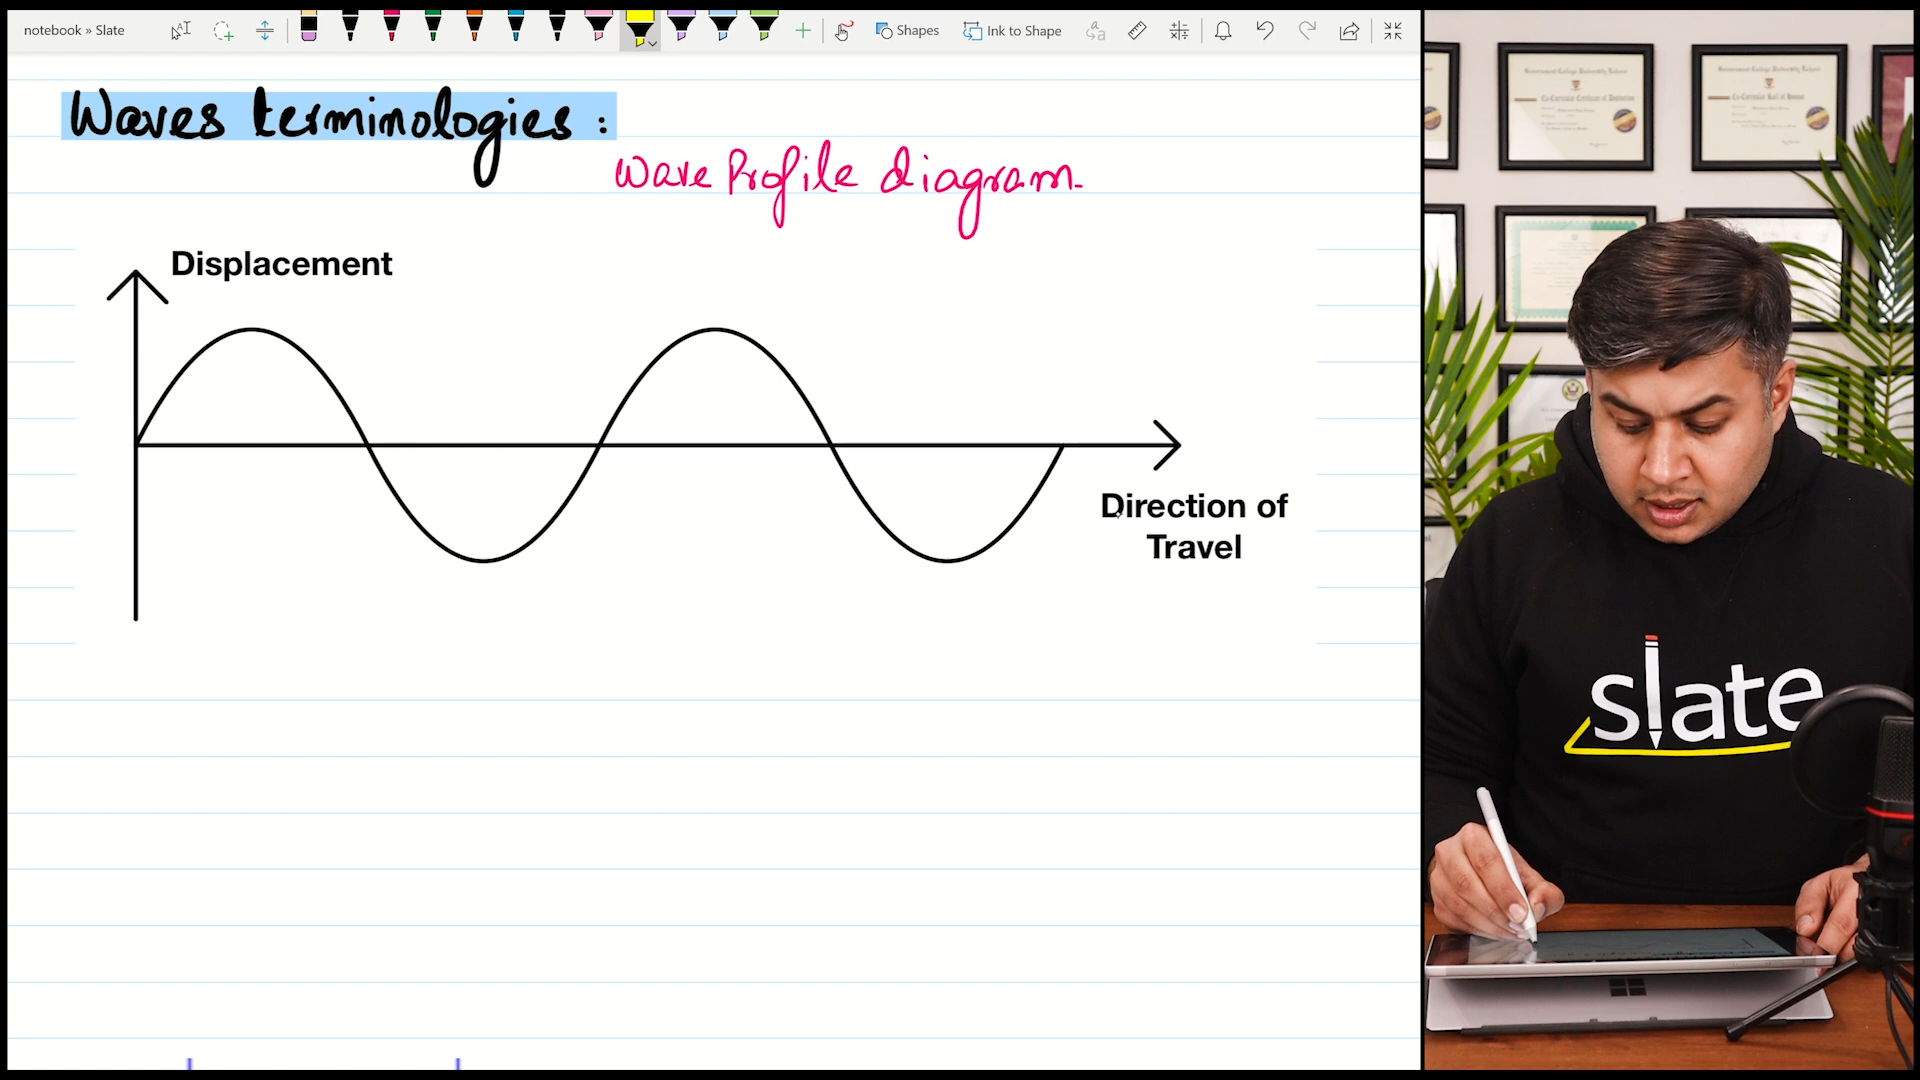 notebook » Slate
Shapes
Ink to Shape
Waves terminologies :
Wave Profile diagram.
Displacement
Direction of
Travel
slate